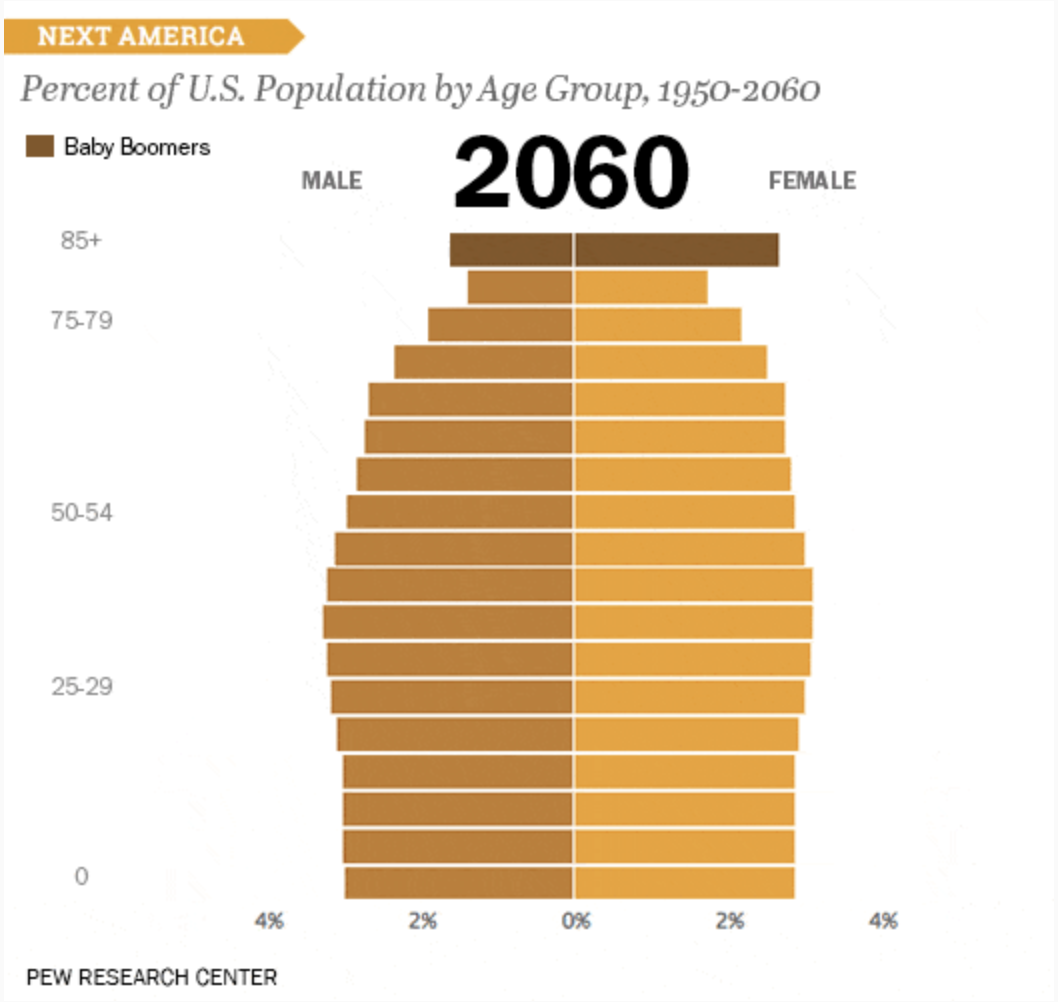 NEXT AMERICA
Percent of U.S. Population by Age Group, 1950-2060
Baby Boomers
MALE
2060
FEMALE
85+
75-79
50-54
25-29
0
4% 2% 0% 2% 4%
PEW RESEARCH CENTER